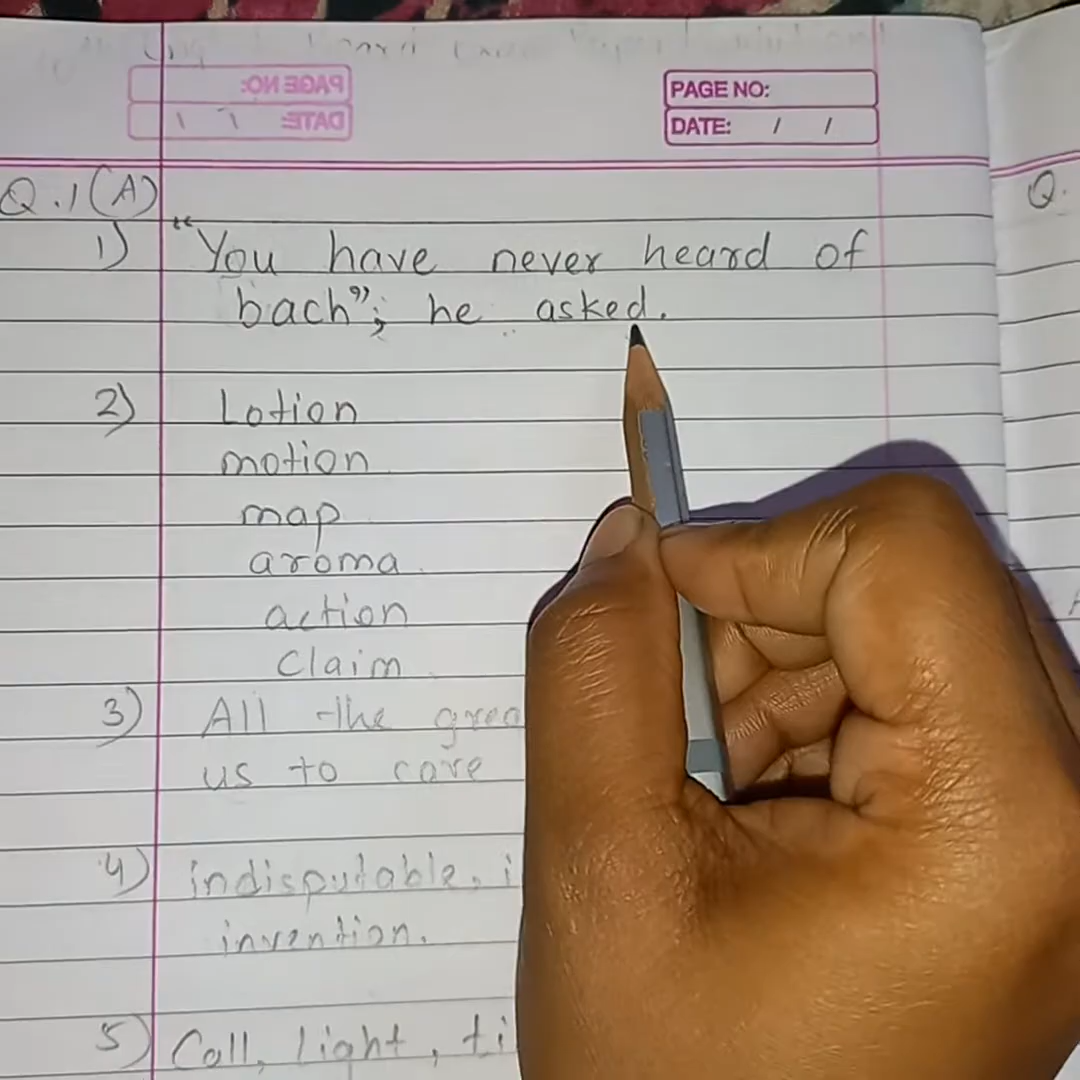 PAGE NO:
DATE: / /
Q.1(A)
1) "You have never heard of
bach"; he asked.
2) Lotion
motion
map
aroma
action
claim
3) All the
us to care
4) indisputable,
invention.
5) Call, light,
Q.